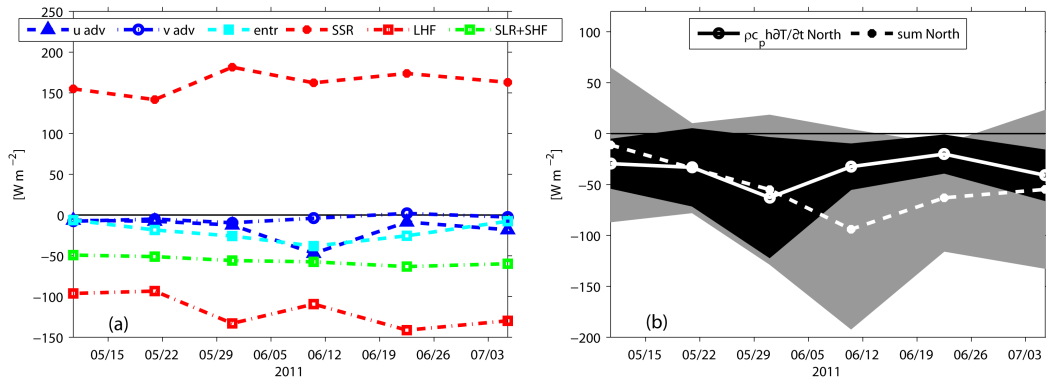 u adv v adv entr SSR LHF SLR+SHF
[W m −2]
250
200
150
100
50
0
−50
−100
−150
(a)
05/15 05/22 05/29 06/05 06/12 06/19 06/26 07/03
2011
ρcph∂T/∂t North sum North
[W m −2]
100
50
0
−50
−100
−150
−200
(b)
05/15 05/22 05/29 06/05 06/12 06/19 06/26 07/03
2011